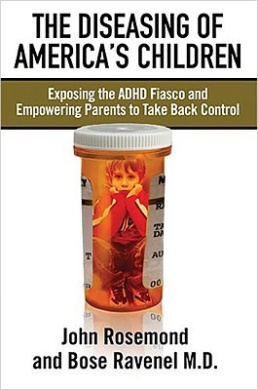 THE DISEASING OF
AMERICA'S CHILDREN
Exposing the ADHD Fiasco and
Empowering Parents to Take Back Control
John Rosemond
and Bose Ravenel M.D.